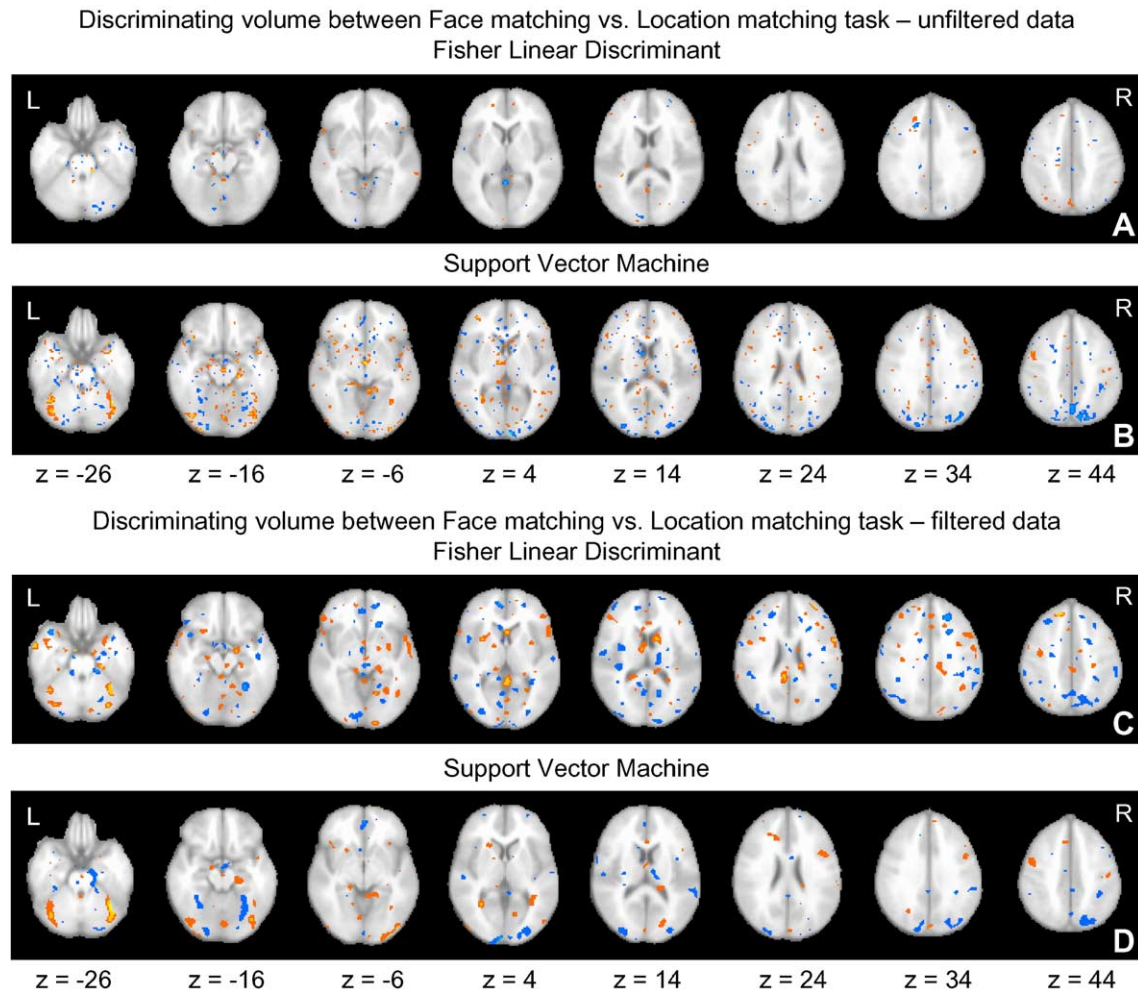 Discriminating volume between Face matching vs. Location matching task – unfiltered data
Fisher Linear Discriminant
L
R
A
Support Vector Machine
L
R
B
z = -26 z = -16 z = -6 z = 4 z = 14 z = 24 z = 34 z = 44
Discriminating volume between Face matching vs. Location matching task – filtered data
Fisher Linear Discriminant
L
R
C
Support Vector Machine
L
R
D
z = -26 z = -16 z = -6 z = 4 z = 14 z = 24 z = 34 z = 44